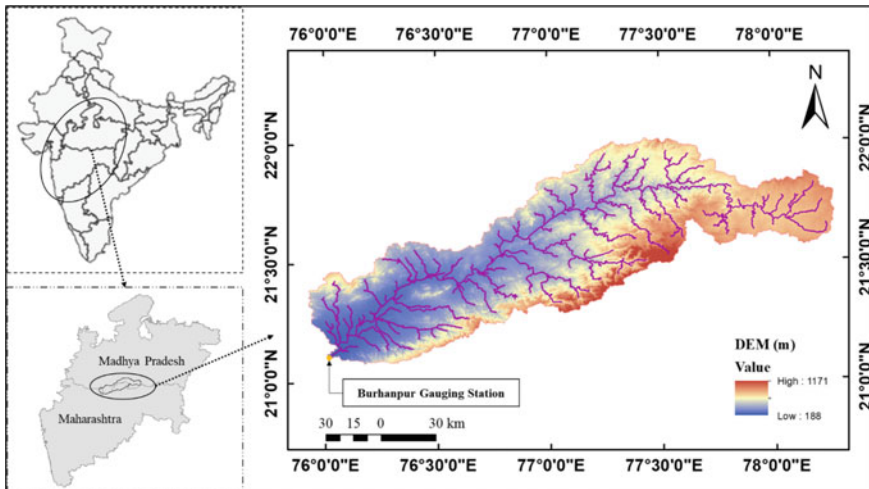 76°0'0"E 76°30'0"E 77°0'0"E 77°30'0"E 78°0'0"E
N
22°0'0"N
22°0'0"N
21°30'0"N
21°30'0"N
21°0'0"N
21°0'0"N
Madhya Pradesh
Maharashtra
DEM (m)
Value
High : 1171
Low : 188
Burhanpur Gauging Station
30 15 0 30 km
76°0'0"E 76°30'0"E 77°0'0"E 77°30'0"E 78°0'0"E